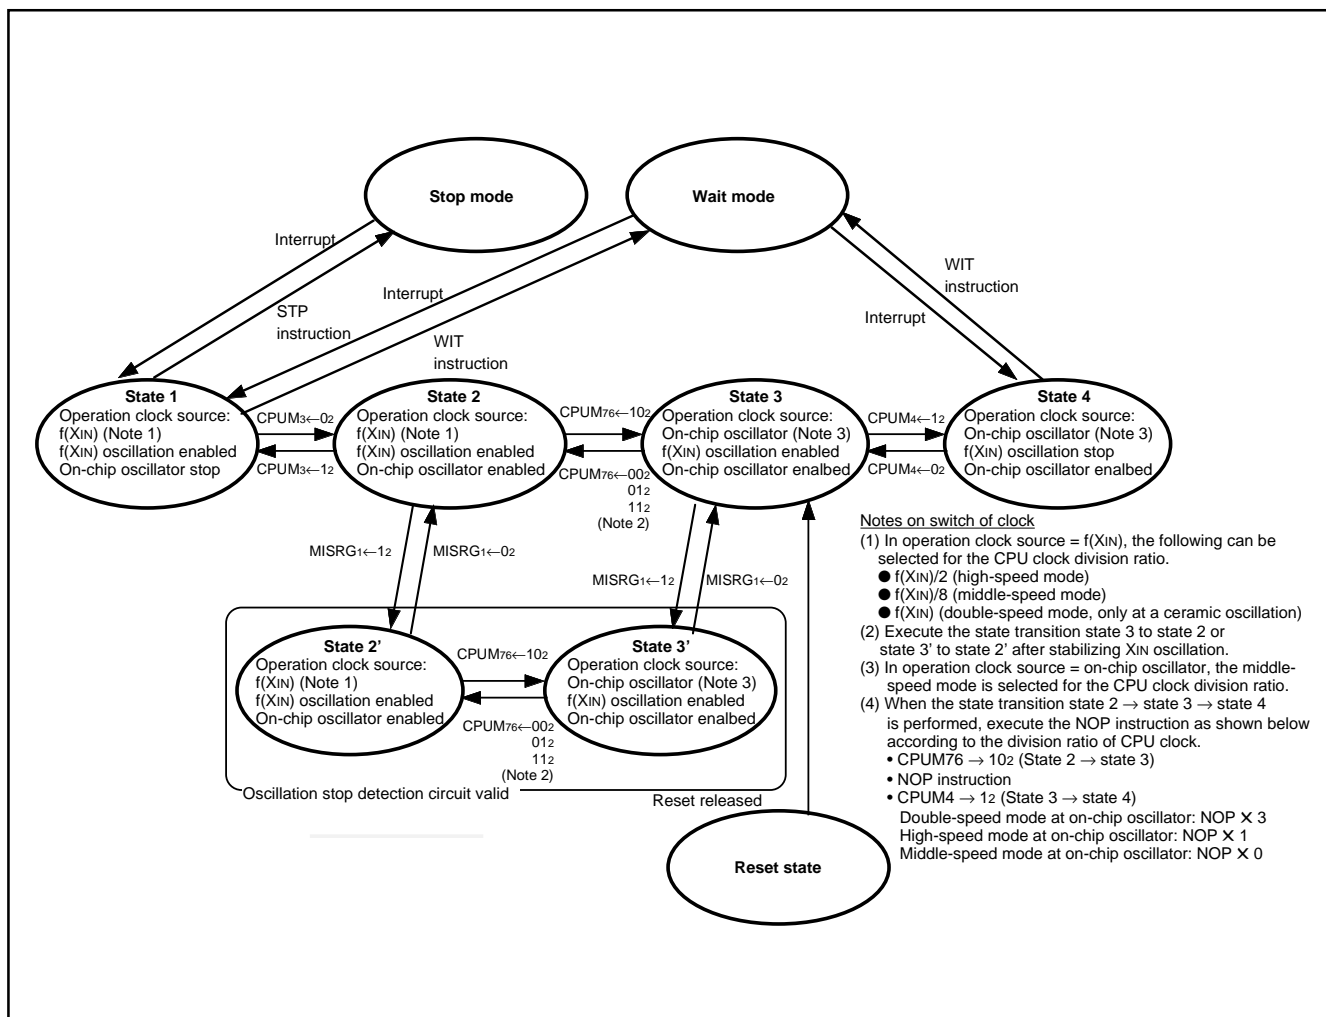 Stop mode
Wait mode
Interrupt
STP
instruction
Interrupt
WIT
instruction
WIT
instruction
Interrupt
State 1
Operation clock source:
f(XIN) (Note 1)
f(XIN) oscillation enabled
On-chip oscillator stop
CPUM3←02
CPUM3←12
State 2
Operation clock source:
f(XIN) (Note 1)
f(XIN) oscillation enabled
On-chip oscillator enabled
CPUM76←102
CPUM76←002
012
112
(Note 2)
State 3
Operation clock source:
On-chip oscillator (Note 3)
f(XIN) oscillation enabled
On-chip oscillator enalbed
CPUM4←12
CPUM4←02
State 4
Operation clock source:
On-chip oscillator (Note 3)
f(XIN) oscillation stop
On-chip oscillator enalbed
MISRG1←12
MISRG1←02
MISRG1←12
MISRG1←02
State 2'
Operation clock source:
f(XIN) (Note 1)
f(XIN) oscillation enabled
On-chip oscillator enabled
CPUM76←102
CPUM76←002
012
112
(Note 2)
State 3'
Operation clock source:
On-chip oscillator (Note 3)
f(XIN) oscillation enabled
On-chip oscillator enalbed
Oscillation stop detection circuit valid
Reset released
Reset state
Notes on switch of clock
(1) In operation clock source = f(XIN), the following can be
selected for the CPU clock division ratio.
● f(XIN)/2 (high-speed mode)
● f(XIN)/8 (middle-speed mode)
● f(XIN) (double-speed mode, only at a ceramic oscillation)
(2) Execute the state transition state 3 to state 2 or
state 3' to state 2' after stabilizing XIN oscillation.
(3) In operation clock source = on-chip oscillator, the middle-
speed mode is selected for the CPU clock division ratio.
(4) When the state transition state 2 → state 3 → state 4
is performed, execute the NOP instruction as shown below
according to the division ratio of CPU clock.
• CPUM76 → 102 (State 2 → state 3)
• NOP instruction
• CPUM4 → 12 (State 3 → state 4)
Double-speed mode at on-chip oscillator: NOP × 3
High-speed mode at on-chip oscillator: NOP × 1
Middle-speed mode at on-chip oscillator: NOP × 0